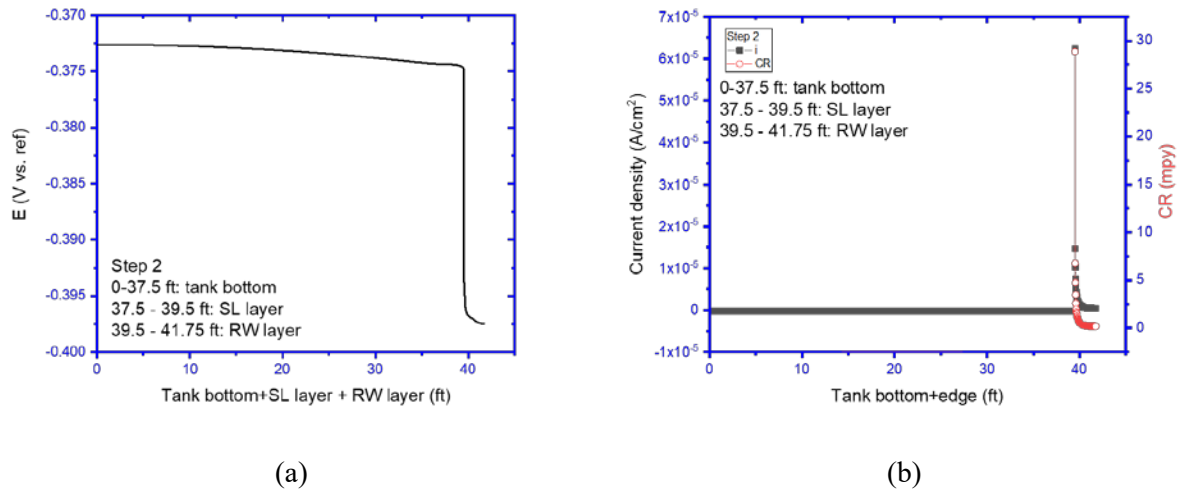 -0.370
-0.375
-0.380
-0.385
-0.390
-0.395
-0.400
E (V vs. ref)
Step 2
0-37.5 ft: tank bottom
37.5 - 39.5 ft: SL layer
39.5 - 41.75 ft: RW layer
0 10 20 30 40
Tank bottom+SL layer + RW layer (ft)
(a)
7x10⁻⁵
6x10⁻⁵
5x10⁻⁵
4x10⁻⁵
3x10⁻⁵
2x10⁻⁵
1x10⁻⁵
0
-1x10⁻⁵
Current density (A/cm²)
Step 2
i
CR
0-37.5 ft: tank bottom
37.5 - 39.5 ft: SL layer
39.5 - 41.75 ft: RW layer
30
25
20
15
10
5
0
CR (mpy)
0 10 20 30 40
Tank bottom+edge (ft)
(b)